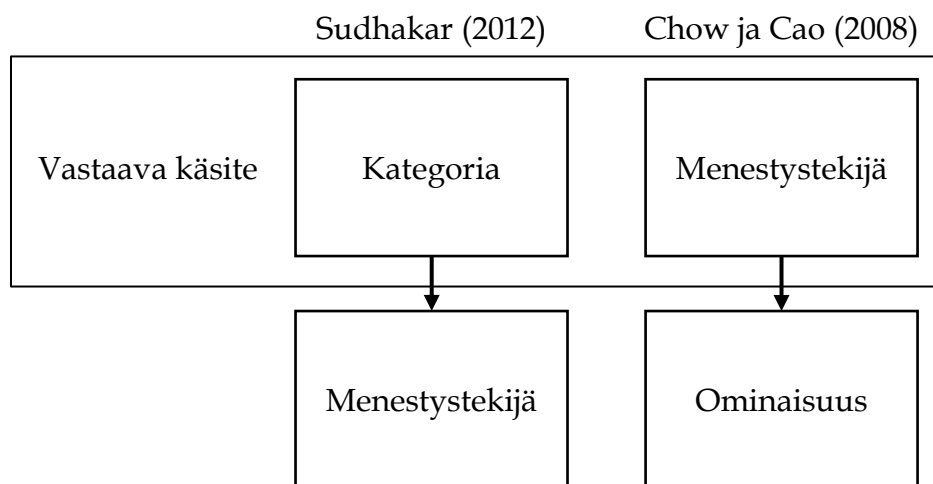 Sudhakar (2012) Chow ja Cao (2008)
Vastaava käsite Kategoria Menestystekijä
Menestystekijä Ominaisuus